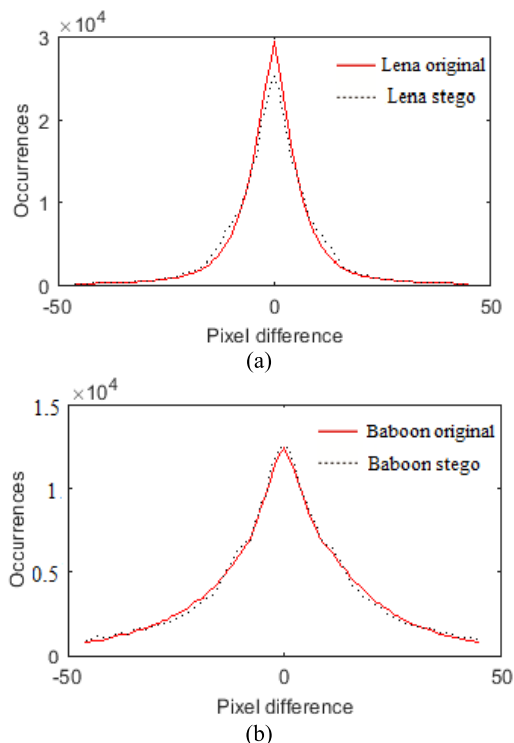 ×10⁴
3
Lena original
Lena stego
2
Occurrences
1
0
-50
0
50
Pixel difference
(a)
×10⁴
1.5
Baboon original
Baboon stego
1.
Occurrences
0.5
0
-50
0
50
Pixel difference
(b)